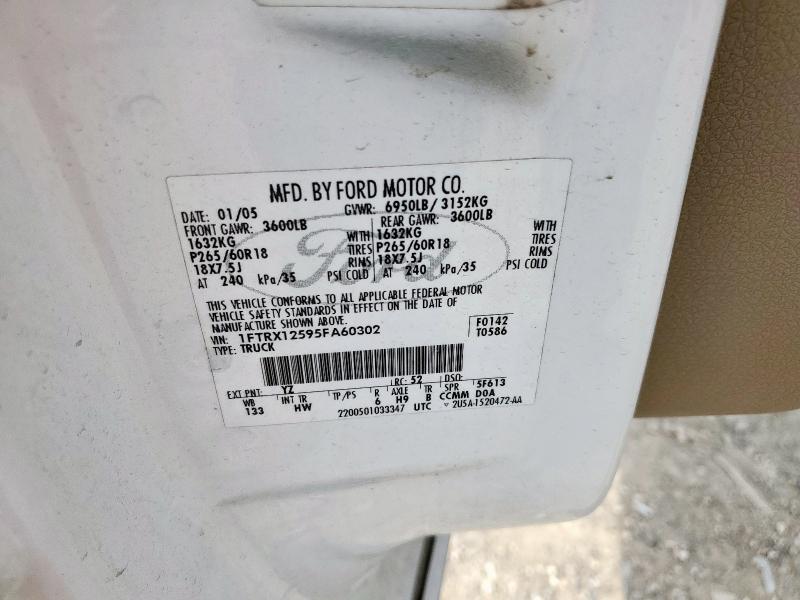 MFD. BY FORD MOTOR CO.
DATE: 01/05 GVWR: 6950LB/ 3152KG
FRONT GAWR: 3600LB REAR GAWR: 3600LB
1632KG WITH 1632KG WITH
P265/60R18 TIRES P265/60R18 TIRES
18X7.5J RIMS 18X7.5J RIMS
AT 240 kPa/35 PSI COLD AT 240 kPa/35 PSI COLD
Ford
THIS VEHICLE CONFORMS TO ALL APPLICABLE FEDERAL MOTOR
VEHICLE SAFETY STANDARDS IN EFFECT ON THE DATE OF
MANUFACTURE SHOWN ABOVE.
VIN: 1FTRX12595FA60302 F0142
TYPE: TRUCK T0586
EXT PNT: YZ RC: 52 DSO:
WB INT TR TP/PS R AXLE TR SPR 5F613
133 HW 6 H9 B CCMM D0A
2200501033347 UTC 2U5A-1520472-AA